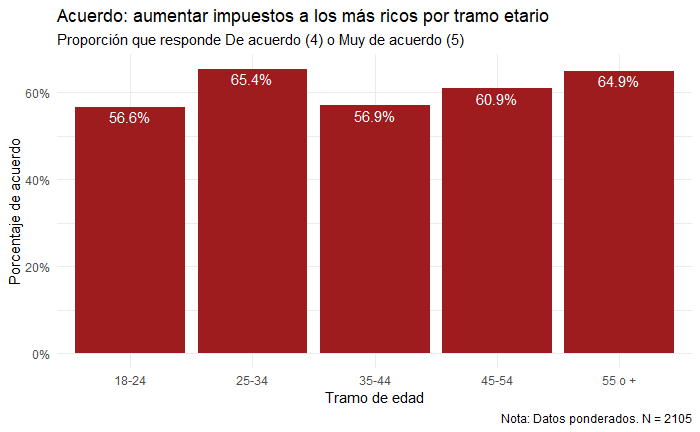 Acuerdo: aumentar impuestos a los más ricos por tramo etario
Proporción que responde De acuerdo (4) o Muy de acuerdo (5)
Porcentaje de acuerdo
60%
40%
20%
0%
56.6%
65.4%
56.9%
60.9%
64.9%
18-24
25-34
35-44
45-54
55 o +
Tramo de edad
Nota: Datos ponderados. N = 2105